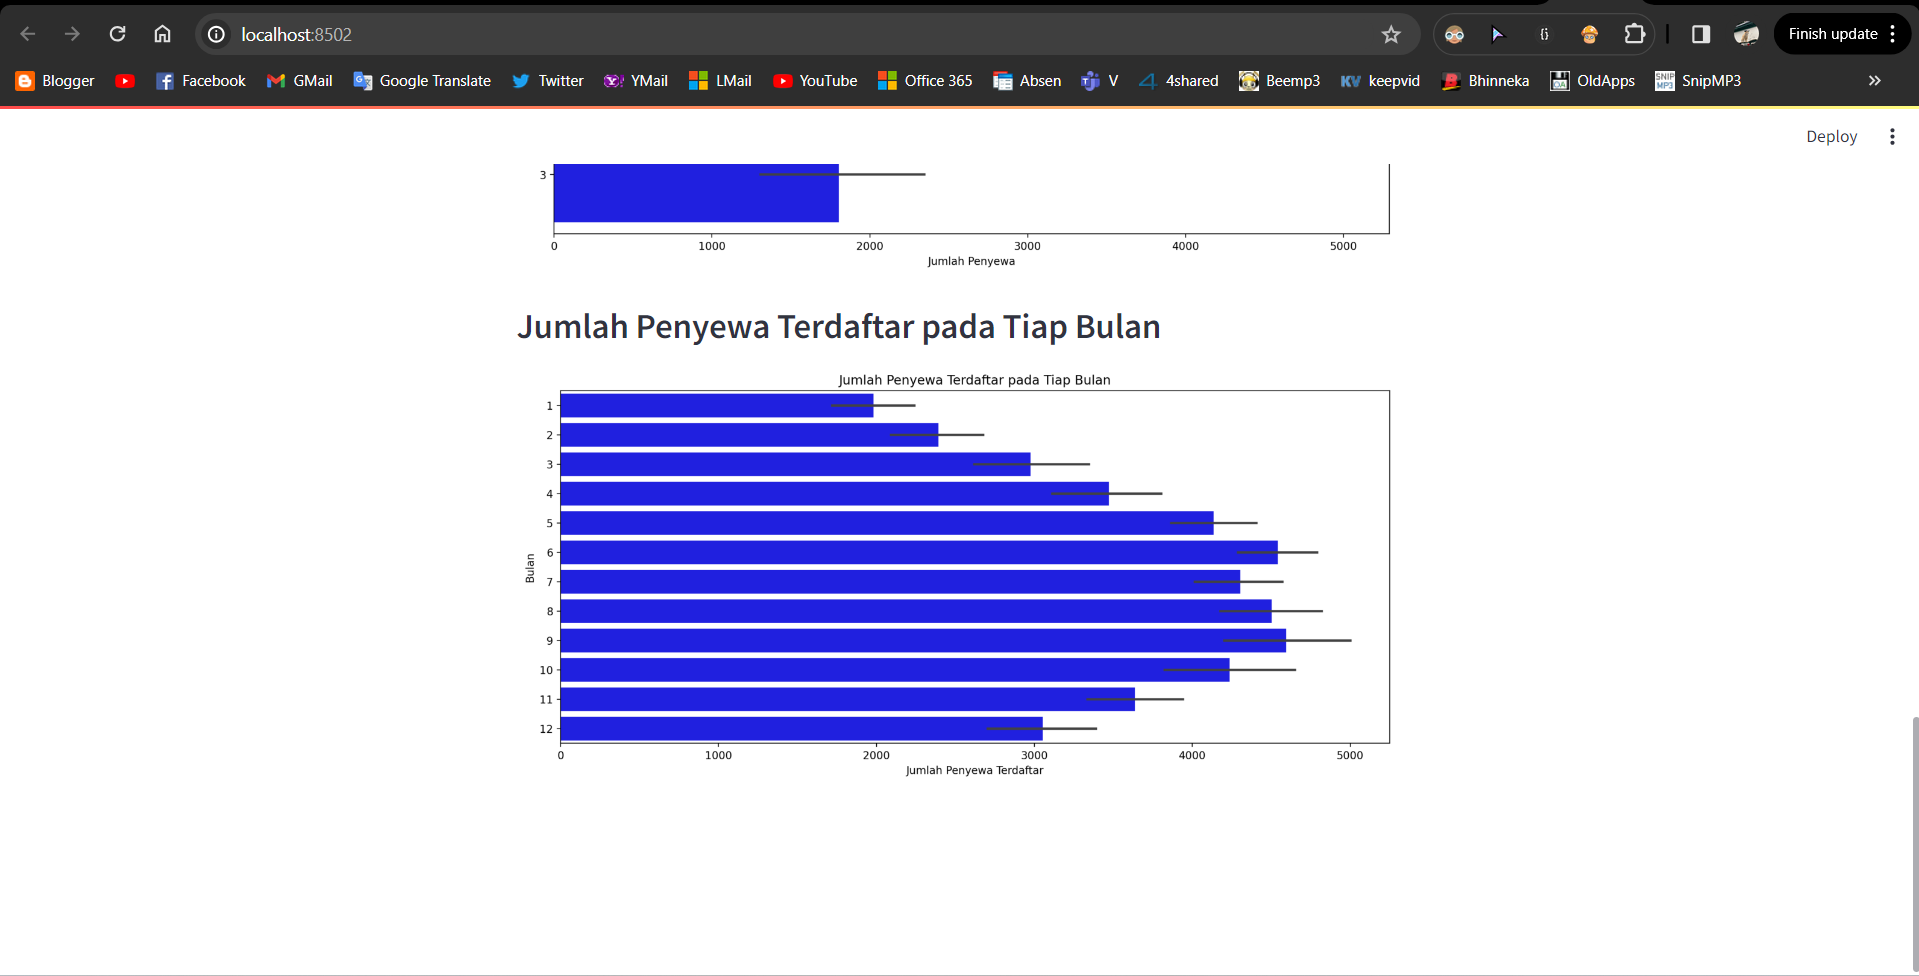 localhost:8502
Finish update
Blogger Facebook GMail Google Translate Twitter YMail LMail YouTube Office 365 Absen V 4shared Beemp3 KV keepvid Bhinneka OldApps SNIP MP3 SnipMP3 »
Deploy
3
0 1000 2000 3000 4000 5000
Jumlah Penyewa
Jumlah Penyewa Terdaftar pada Tiap Bulan
Jumlah Penyewa Terdaftar pada Tiap Bulan
Bulan
1
2
3
4
5
6
7
8
9
10
11
12
0 1000 2000 3000 4000 5000
Jumlah Penyewa Terdaftar